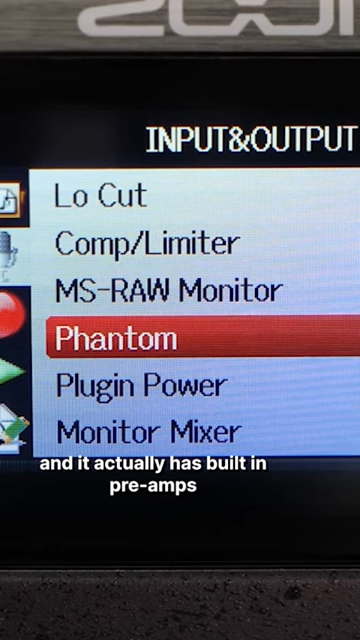 ZOOM
INPUT&OUTPUT
Lo Cut
Comp/Limiter
MS-RAW Monitor
Phantom
Plugin Power
Monitor Mixer
and it actually has built in
pre-amps